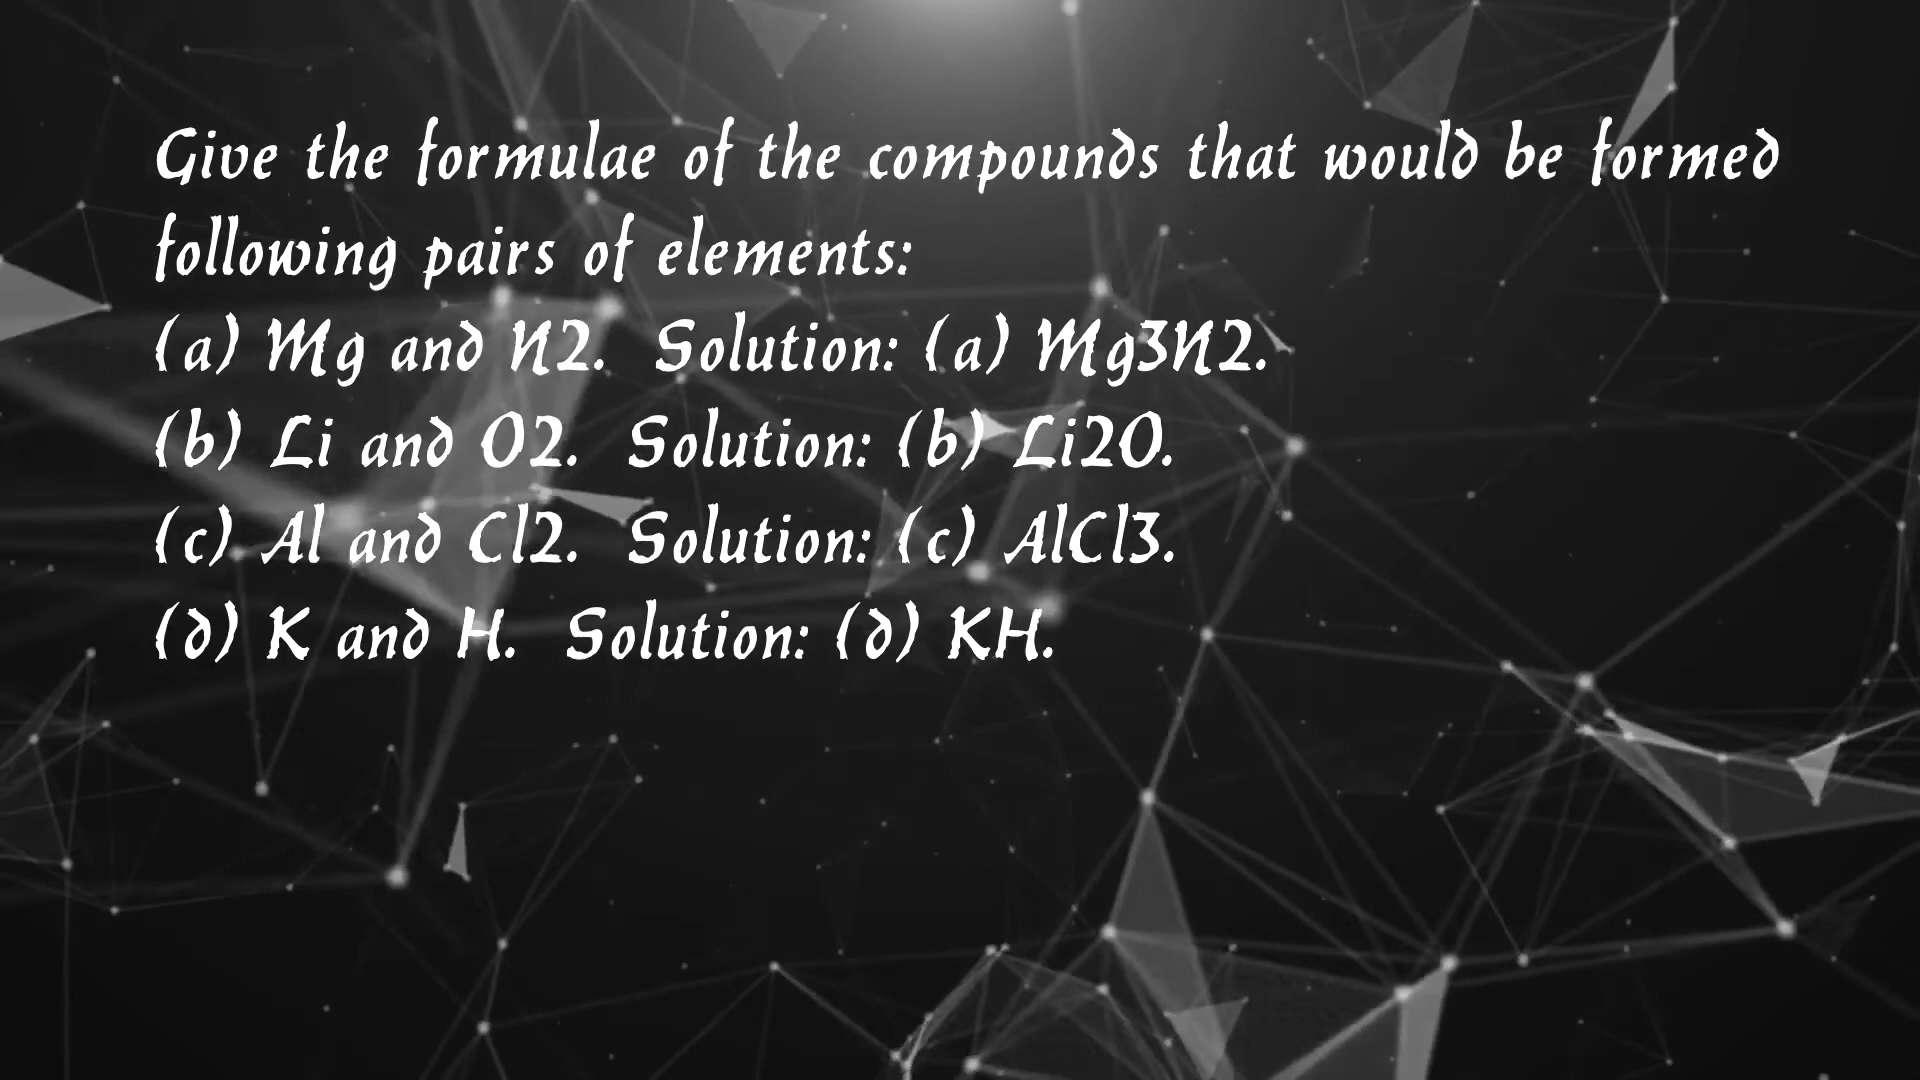 Give the formulae of the compounds that would be formed
following pairs of elements:
(a) Mg and N2.  Solution: (a) Mg3N2.
(b) Li and O2.  Solution: (b) Li2O.
(c) Al and Cl2.  Solution: (c) AlCl3.
(d) K and H.  Solution: (d) KH.